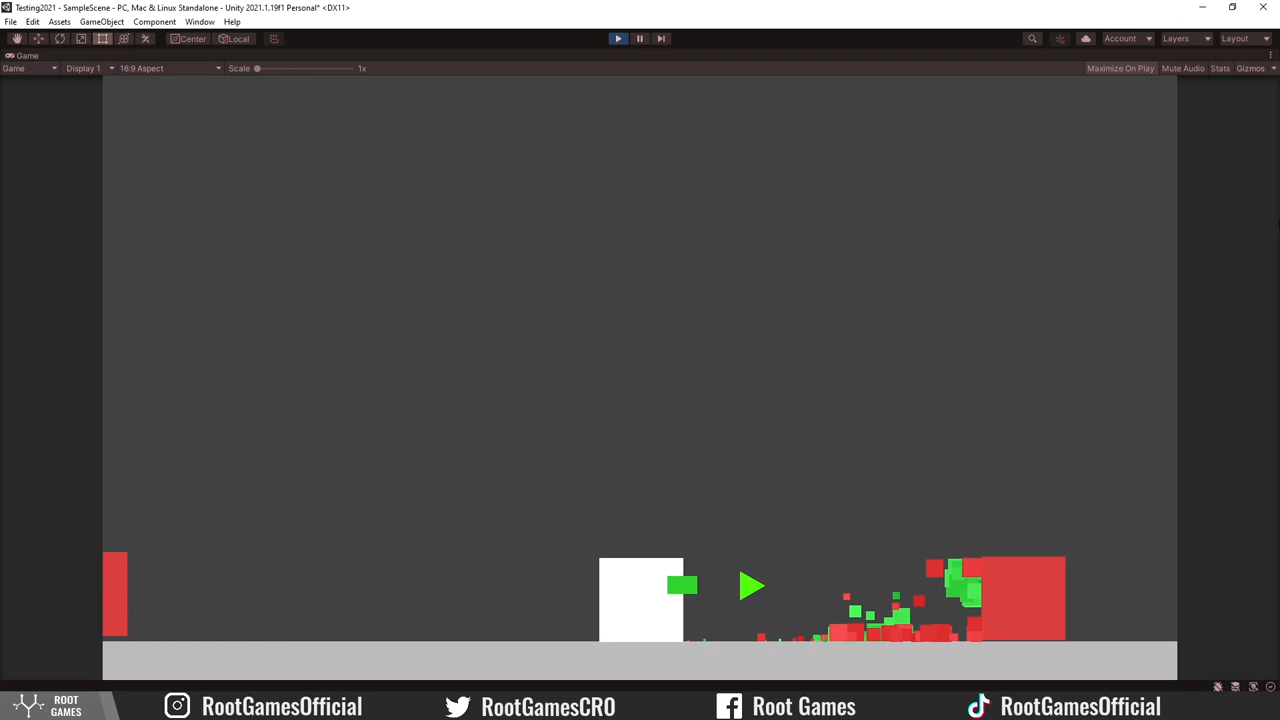 Testing2021 - SampleScene - PC, Mac & Linux Standalone - Unity 2021.1.19f1 Personal* <DX11>
File Edit Assets GameObject Component Window Help
Center Local Account Layers Layout
Game
Game Display 1 16:9 Aspect Scale 1x Maximize On Play Mute Audio Stats Gizmos
ROOT GAMES RootGamesOfficial RootGamesCRO Root Games RootGamesOfficial